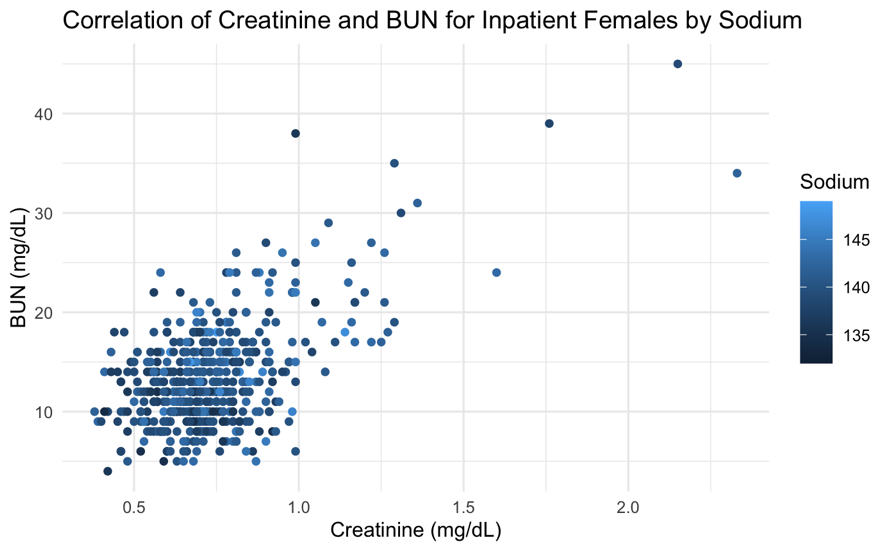 Correlation of Creatinine and BUN for Inpatient Females by Sodium
BUN (mg/dL)
40
30
20
10
0.5 1.0 1.5 2.0
Creatinine (mg/dL)
Sodium
145
140
135